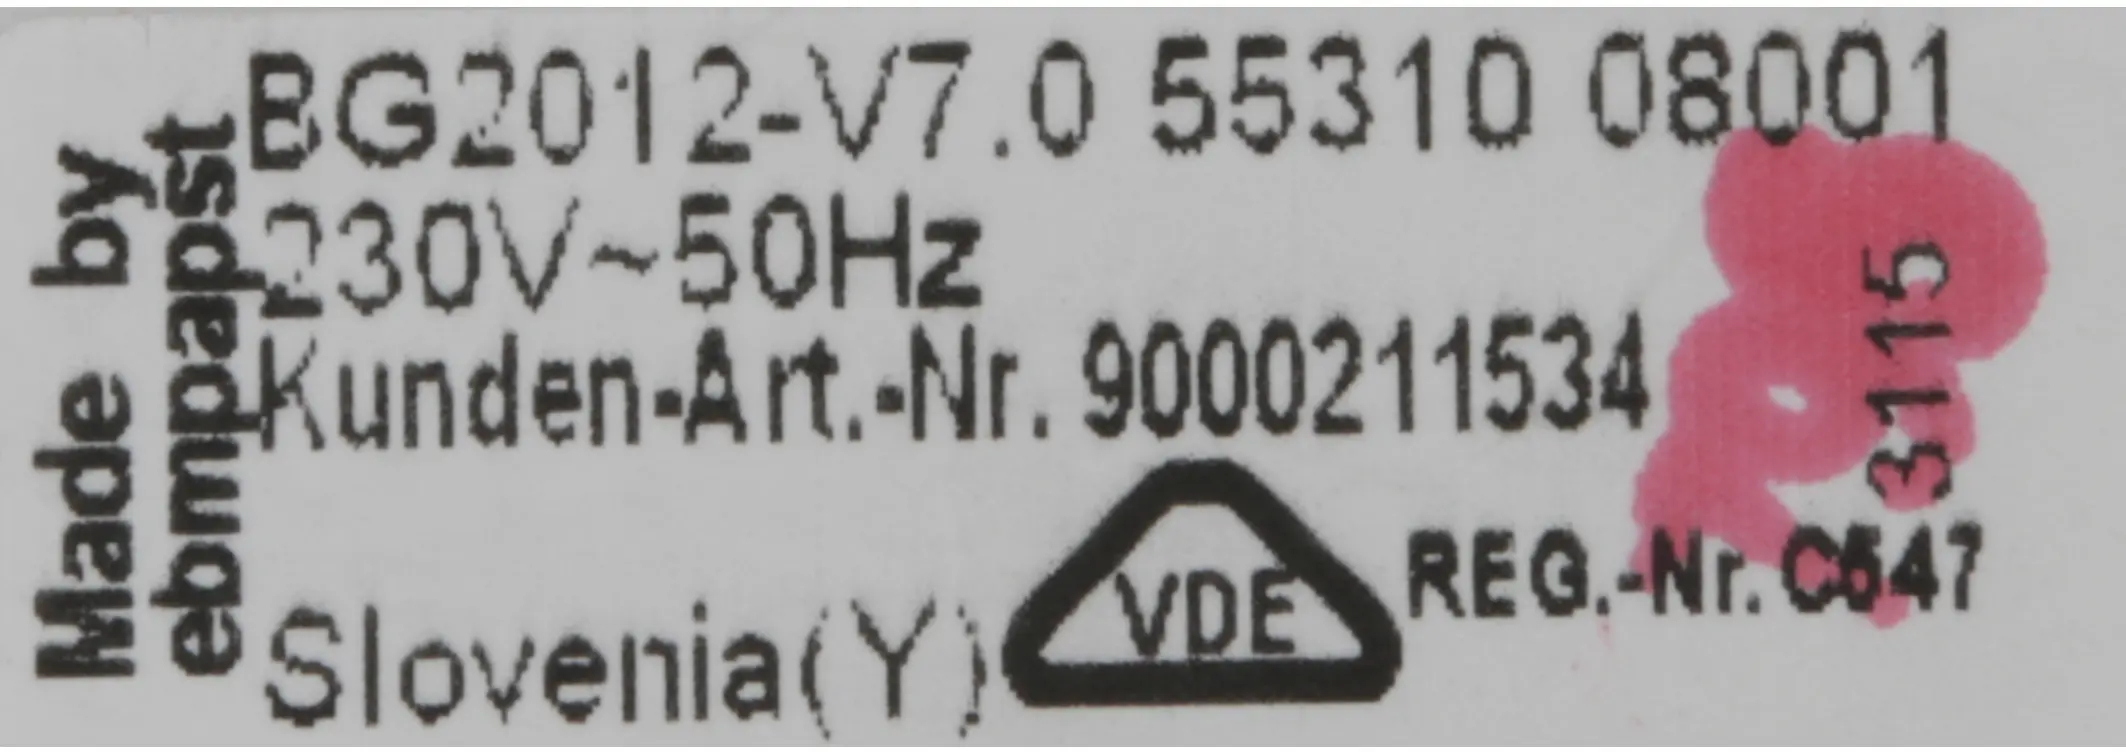 Made by
ebmpapst
BG2012-V7.0 55310 08001
230V~50Hz
Kunden-Art.-Nr. 9000211534
3115
Slovenia(Y)
VDE
REG.-Nr. C547